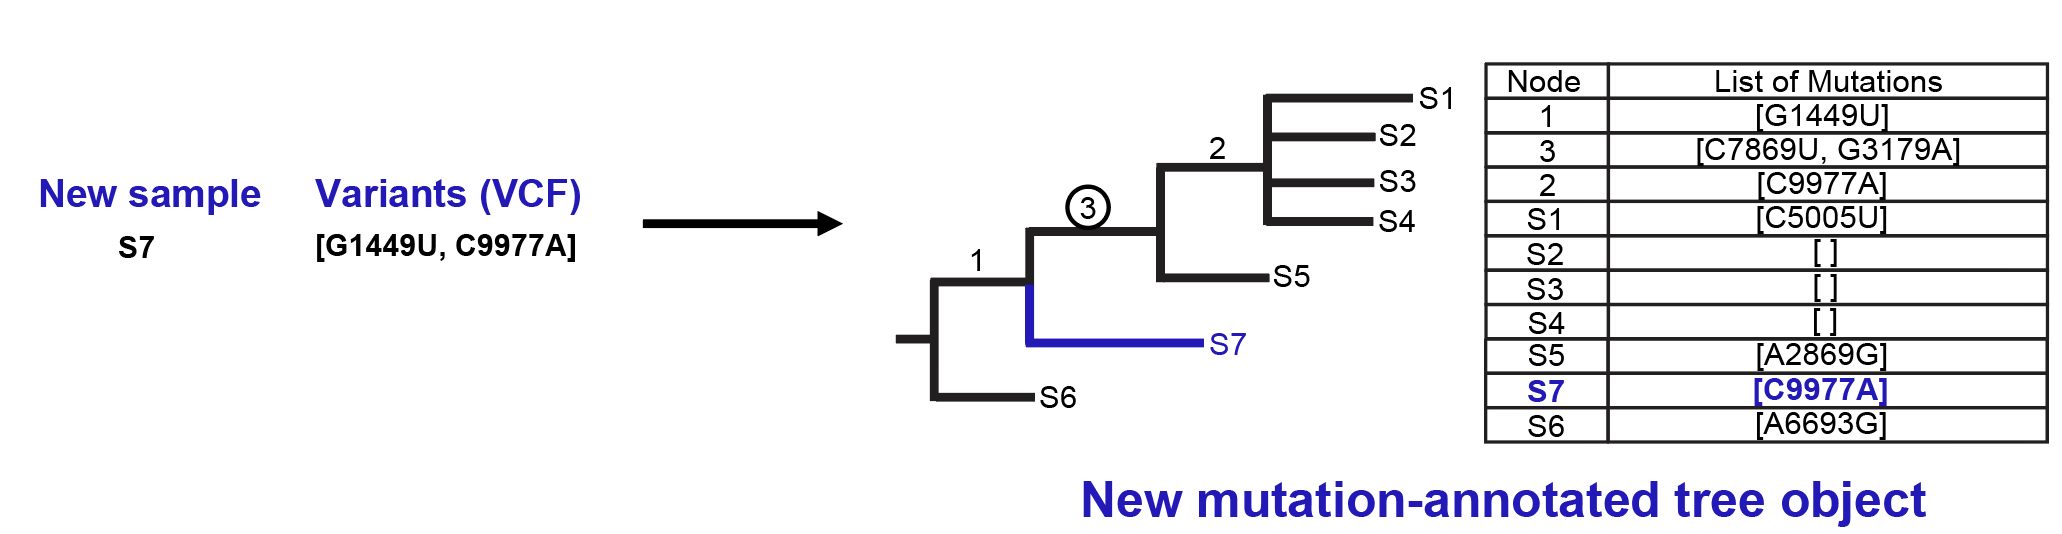 New sample Variants (VCF)
S7 [G1449U, C9977A]
1
3
2
S1
S2
S3
S4
S5
S7
S6
Node List of Mutations
1 [G1449U]
3 [C7869U, G3179A]
2 [C9977A]
S1 [C5005U]
S2 [ ]
S3 [ ]
S4 [ ]
S5 [A2869G]
S7 [C9977A]
S6 [A6693G]
New mutation-annotated tree object